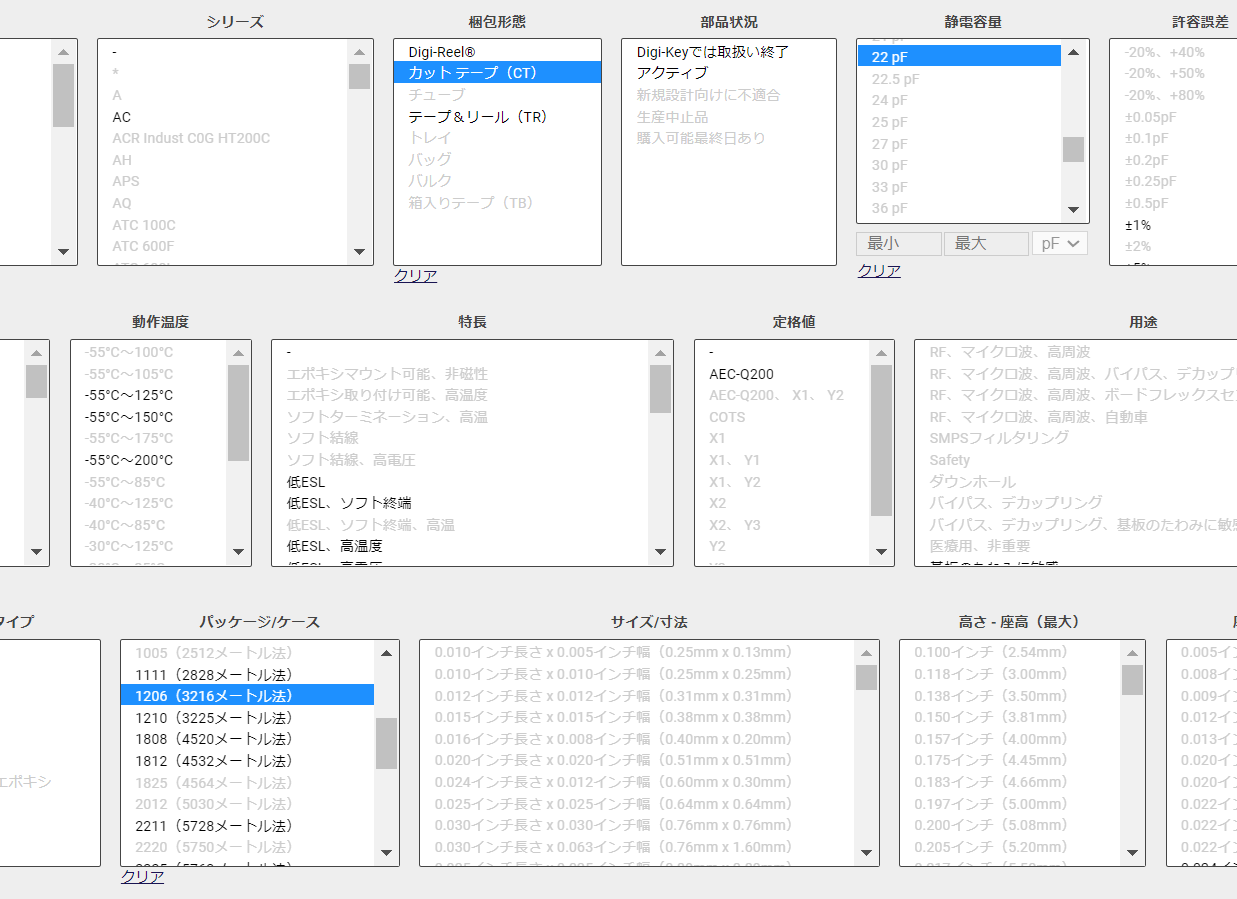 シリーズ
-
*
A
AC
ACR Indust C0G HT200C
AH
APS
AQ
ATC 100C
ATC 600F
梱包形態
Digi-Reel®
カット テープ（CT）
チューブ
テープ＆リール（TR）
トレイ
バッグ
バルク
箱入りテープ（TB）
クリア
部品状況
Digi-Keyでは取扱い終了
アクティブ
新規設計向けに不適合
生産中止品
購入可能最終日あり
静電容量
22 pF
22.5 pF
24 pF
25 pF
27 pF
30 pF
33 pF
36 pF
最小 最大 pF
クリア
許容誤差
-20%、+40%
-20%、+50%
-20%、+80%
±0.05pF
±0.1pF
±0.2pF
±0.25pF
±0.5pF
±1%
±2%
±5%
動作温度
-55°C～100°C
-55°C～105°C
-55°C～125°C
-55°C～150°C
-55°C～175°C
-55°C～200°C
-55°C～85°C
-40°C～125°C
-40°C～85°C
-30°C～125°C
特長
-
エポキシマウント可能、非磁性
エポキシ取り付け可能、高温度
ソフトターミネーション、高温
ソフト結線
ソフト結線、高電圧
低ESL
低ESL、ソフト終端
低ESL、ソフト終端、高温
低ESL、高温度
低ESL、高電圧
定格値
-
AEC-Q200
AEC-Q200、 X1、 Y2
COTS
X1
X1、 Y1
X1、 Y2
X2
X2、 Y3
Y2
用途
RF、マイクロ波、高周波
RF、マイクロ波、高周波、バイパス、デカップ
RF、マイクロ波、高周波、ボードフレックスセ
RF、マイクロ波、高周波、自動車
SMPSフィルタリング
Safety
ダウンホール
バイパス、デカップリング
バイパス、デカップリング、基板のたわみに敏感
医療用、非重要
基板のたわみに敏感
タイプ
エポキシ
パッケージ/ケース
1005（2512メートル法）
1111（2828メートル法）
1206（3216メートル法）
1210（3225メートル法）
1808（4520メートル法）
1812（4532メートル法）
1825（4564メートル法）
2012（5030メートル法）
2211（5728メートル法）
2220（5750メートル法）
クリア
サイズ/寸法
0.010インチ長さ x 0.005インチ幅（0.25mm x 0.13mm）
0.010インチ長さ x 0.010インチ幅（0.25mm x 0.25mm）
0.012インチ長さ x 0.012インチ幅（0.31mm x 0.31mm）
0.015インチ長さ x 0.015インチ幅（0.38mm x 0.38mm）
0.016インチ長さ x 0.008インチ幅（0.40mm x 0.20mm）
0.020インチ長さ x 0.020インチ幅（0.51mm x 0.51mm）
0.024インチ長さ x 0.012インチ幅（0.60mm x 0.30mm）
0.025インチ長さ x 0.025インチ幅（0.64mm x 0.64mm）
0.030インチ長さ x 0.030インチ幅（0.76mm x 0.76mm）
0.030インチ長さ x 0.063インチ幅（0.76mm x 1.60mm）
高さ - 座高（最大）
0.100インチ（2.54mm）
0.118インチ（3.00mm）
0.138インチ（3.50mm）
0.150インチ（3.81mm）
0.157インチ（4.00mm）
0.175インチ（4.45mm）
0.183インチ（4.66mm）
0.197インチ（5.00mm）
0.200インチ（5.08mm）
0.205インチ（5.20mm）
0.005イン
0.008イン
0.009イン
0.012イン
0.013イン
0.020イン
0.020イン
0.022イン
0.022イン
0.022イン